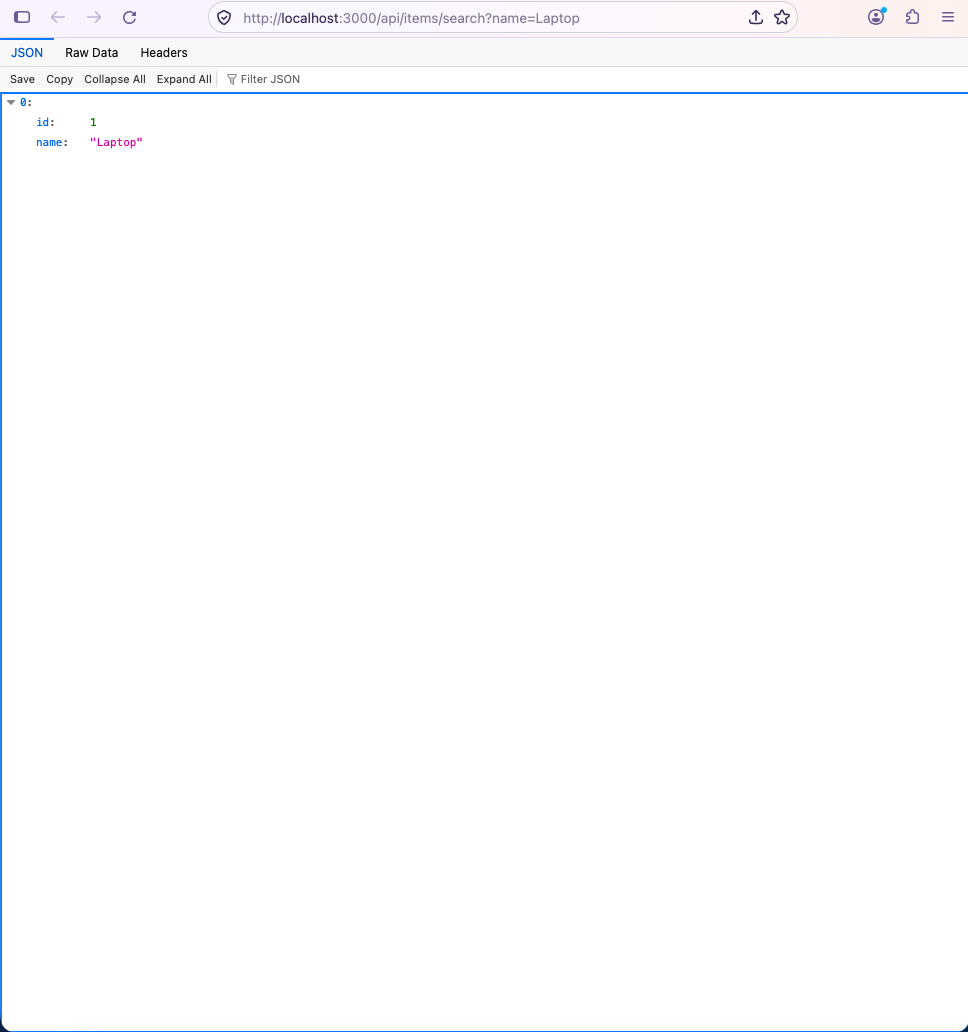 http://localhost:3000/api/items/search?name=Laptop
JSON Raw Data Headers
Save Copy Collapse All Expand All Filter JSON
0:
id: 1
name: "Laptop"